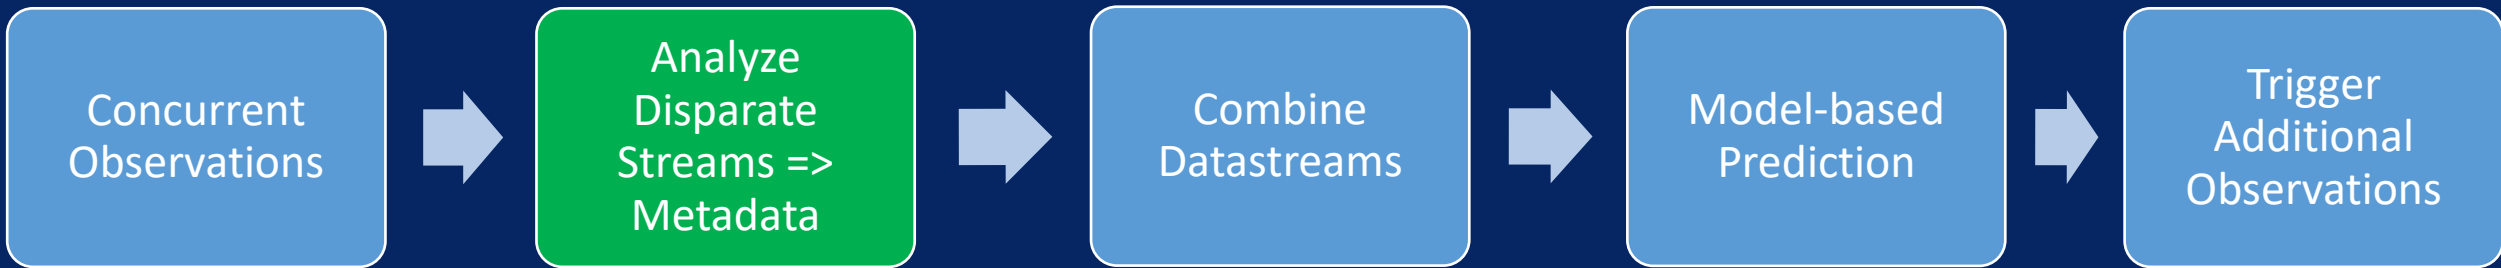 Concurrent
Observations
Analyze
Disparate
Streams =>
Metadata
Combine
Datastreams
Model-based
Prediction
Trigger
Additional
Observations